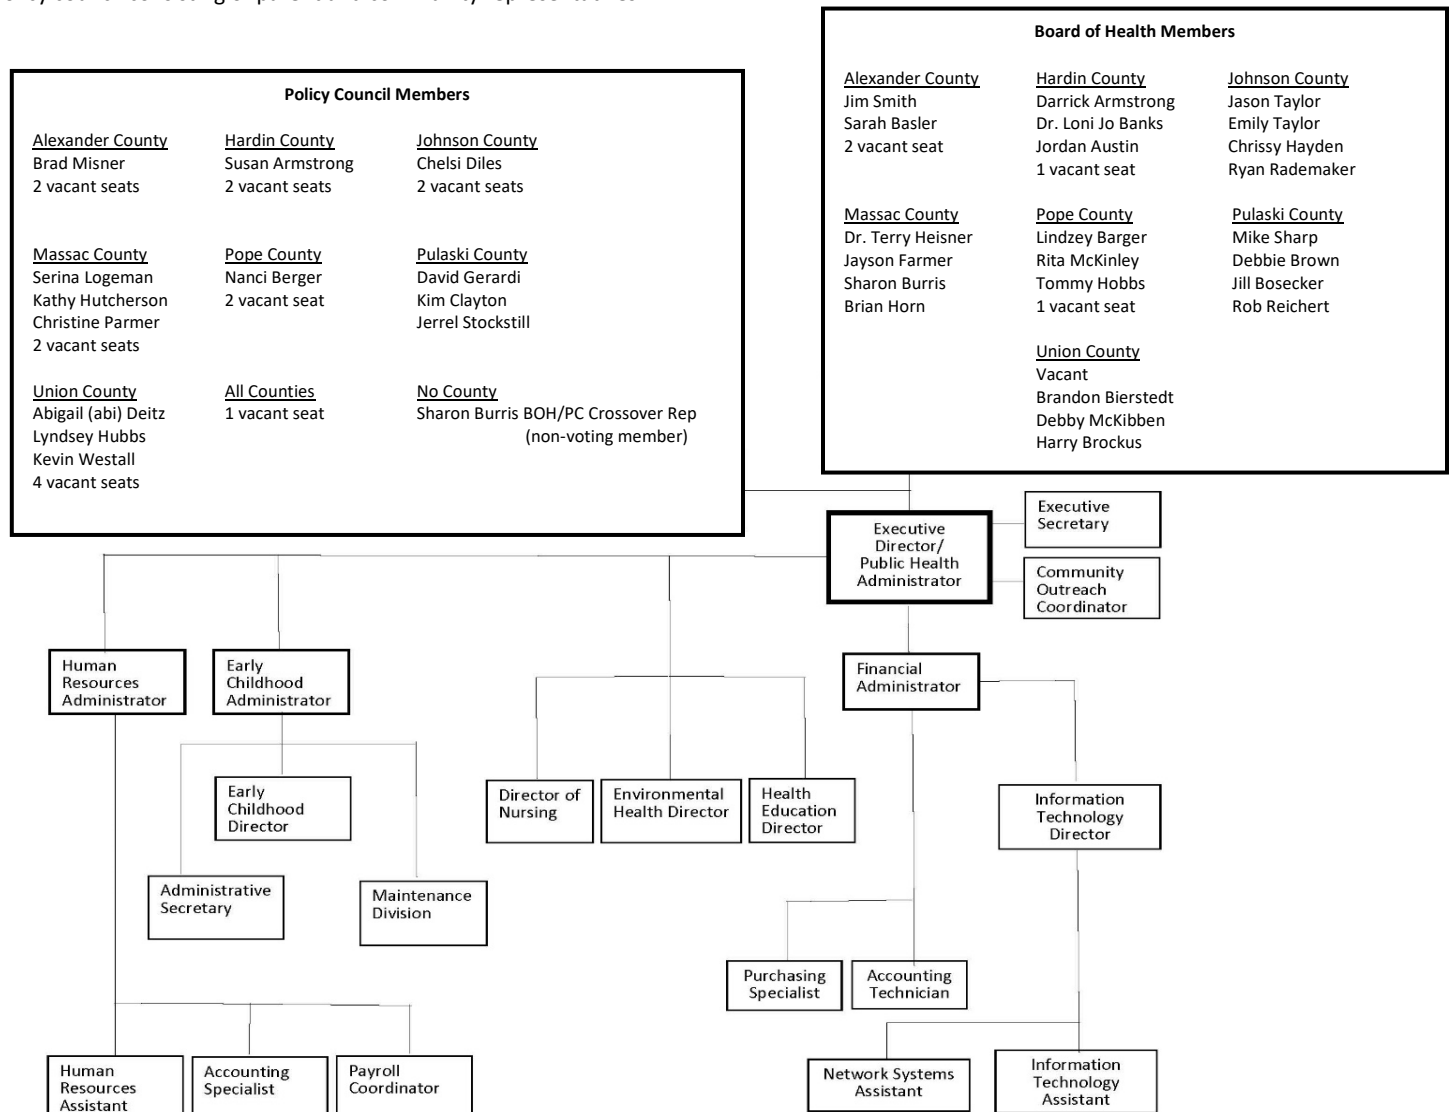 Board of Health Members
Alexander County
Jim Smith
Sarah Basler
2 vacant seat
Hardin County
Darrick Armstrong
Dr. Loni Jo Banks
Jordan Austin
1 vacant seat
Johnson County
Jason Taylor
Emily Taylor
Chrissy Hayden
Ryan Rademaker
Massac County
Dr. Terry Heisner
Jayson Farmer
Sharon Burris
Brian Horn
Pope County
Lindzey Barger
Rita McKinley
Tommy Hobbs
1 vacant seat
Pulaski County
Mike Sharp
Debbie Brown
Jill Bosecker
Rob Reichert
Union County
Vacant
Brandon Bierstedt
Debby McKibben
Harry Brockus
Policy Council Members
Alexander County
Brad Misner
2 vacant seats
Hardin County
Susan Armstrong
2 vacant seats
Johnson County
Chelsi Diles
2 vacant seats
Massac County
Serina Logeman
Kathy Hutcherson
Christine Parmer
2 vacant seats
Pope County
Nanci Berger
2 vacant seat
Pulaski County
David Gerardi
Kim Clayton
Jerrel Stockstill
Union County
Abigail (abi) Deitz
Lyndsey Hubbs
Kevin Westall
4 vacant seats
All Counties
1 vacant seat
No County
Sharon Burris BOH/PC Crossover Rep
(non-voting member)
Executive
Director/
Public Health
Administrator
Executive
Secretary
Community
Outreach
Coordinator
Human
Resources
Administrator
Early
Childhood
Administrator
Financial
Administrator
Early
Childhood
Director
Director of
Nursing
Environmental
Health Director
Health
Education
Director
Information
Technology
Director
Administrative
Secretary
Maintenance
Division
Purchasing
Specialist
Accounting
Technician
Human
Resources
Assistant
Accounting
Specialist
Payroll
Coordinator
Network Systems
Assistant
Information
Technology
Assistant